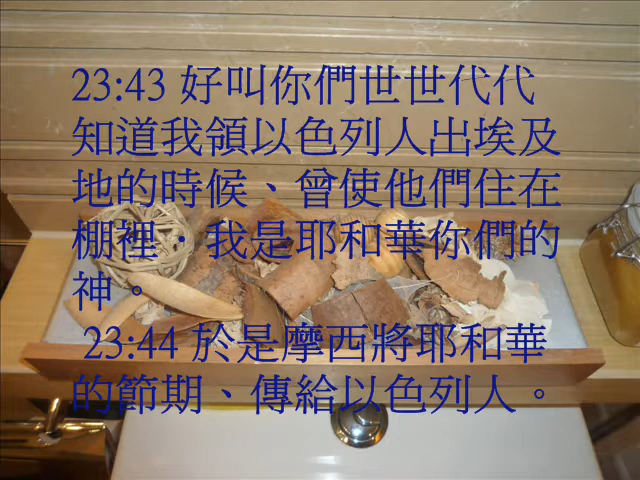 23:43 好叫你們世世代代
知道我領以色列人出埃及
地的時候、曾使他們住在
棚裡．我是耶和華你們的
神。
23:44 於是摩西將耶和華
的節期、傳給以色列人。